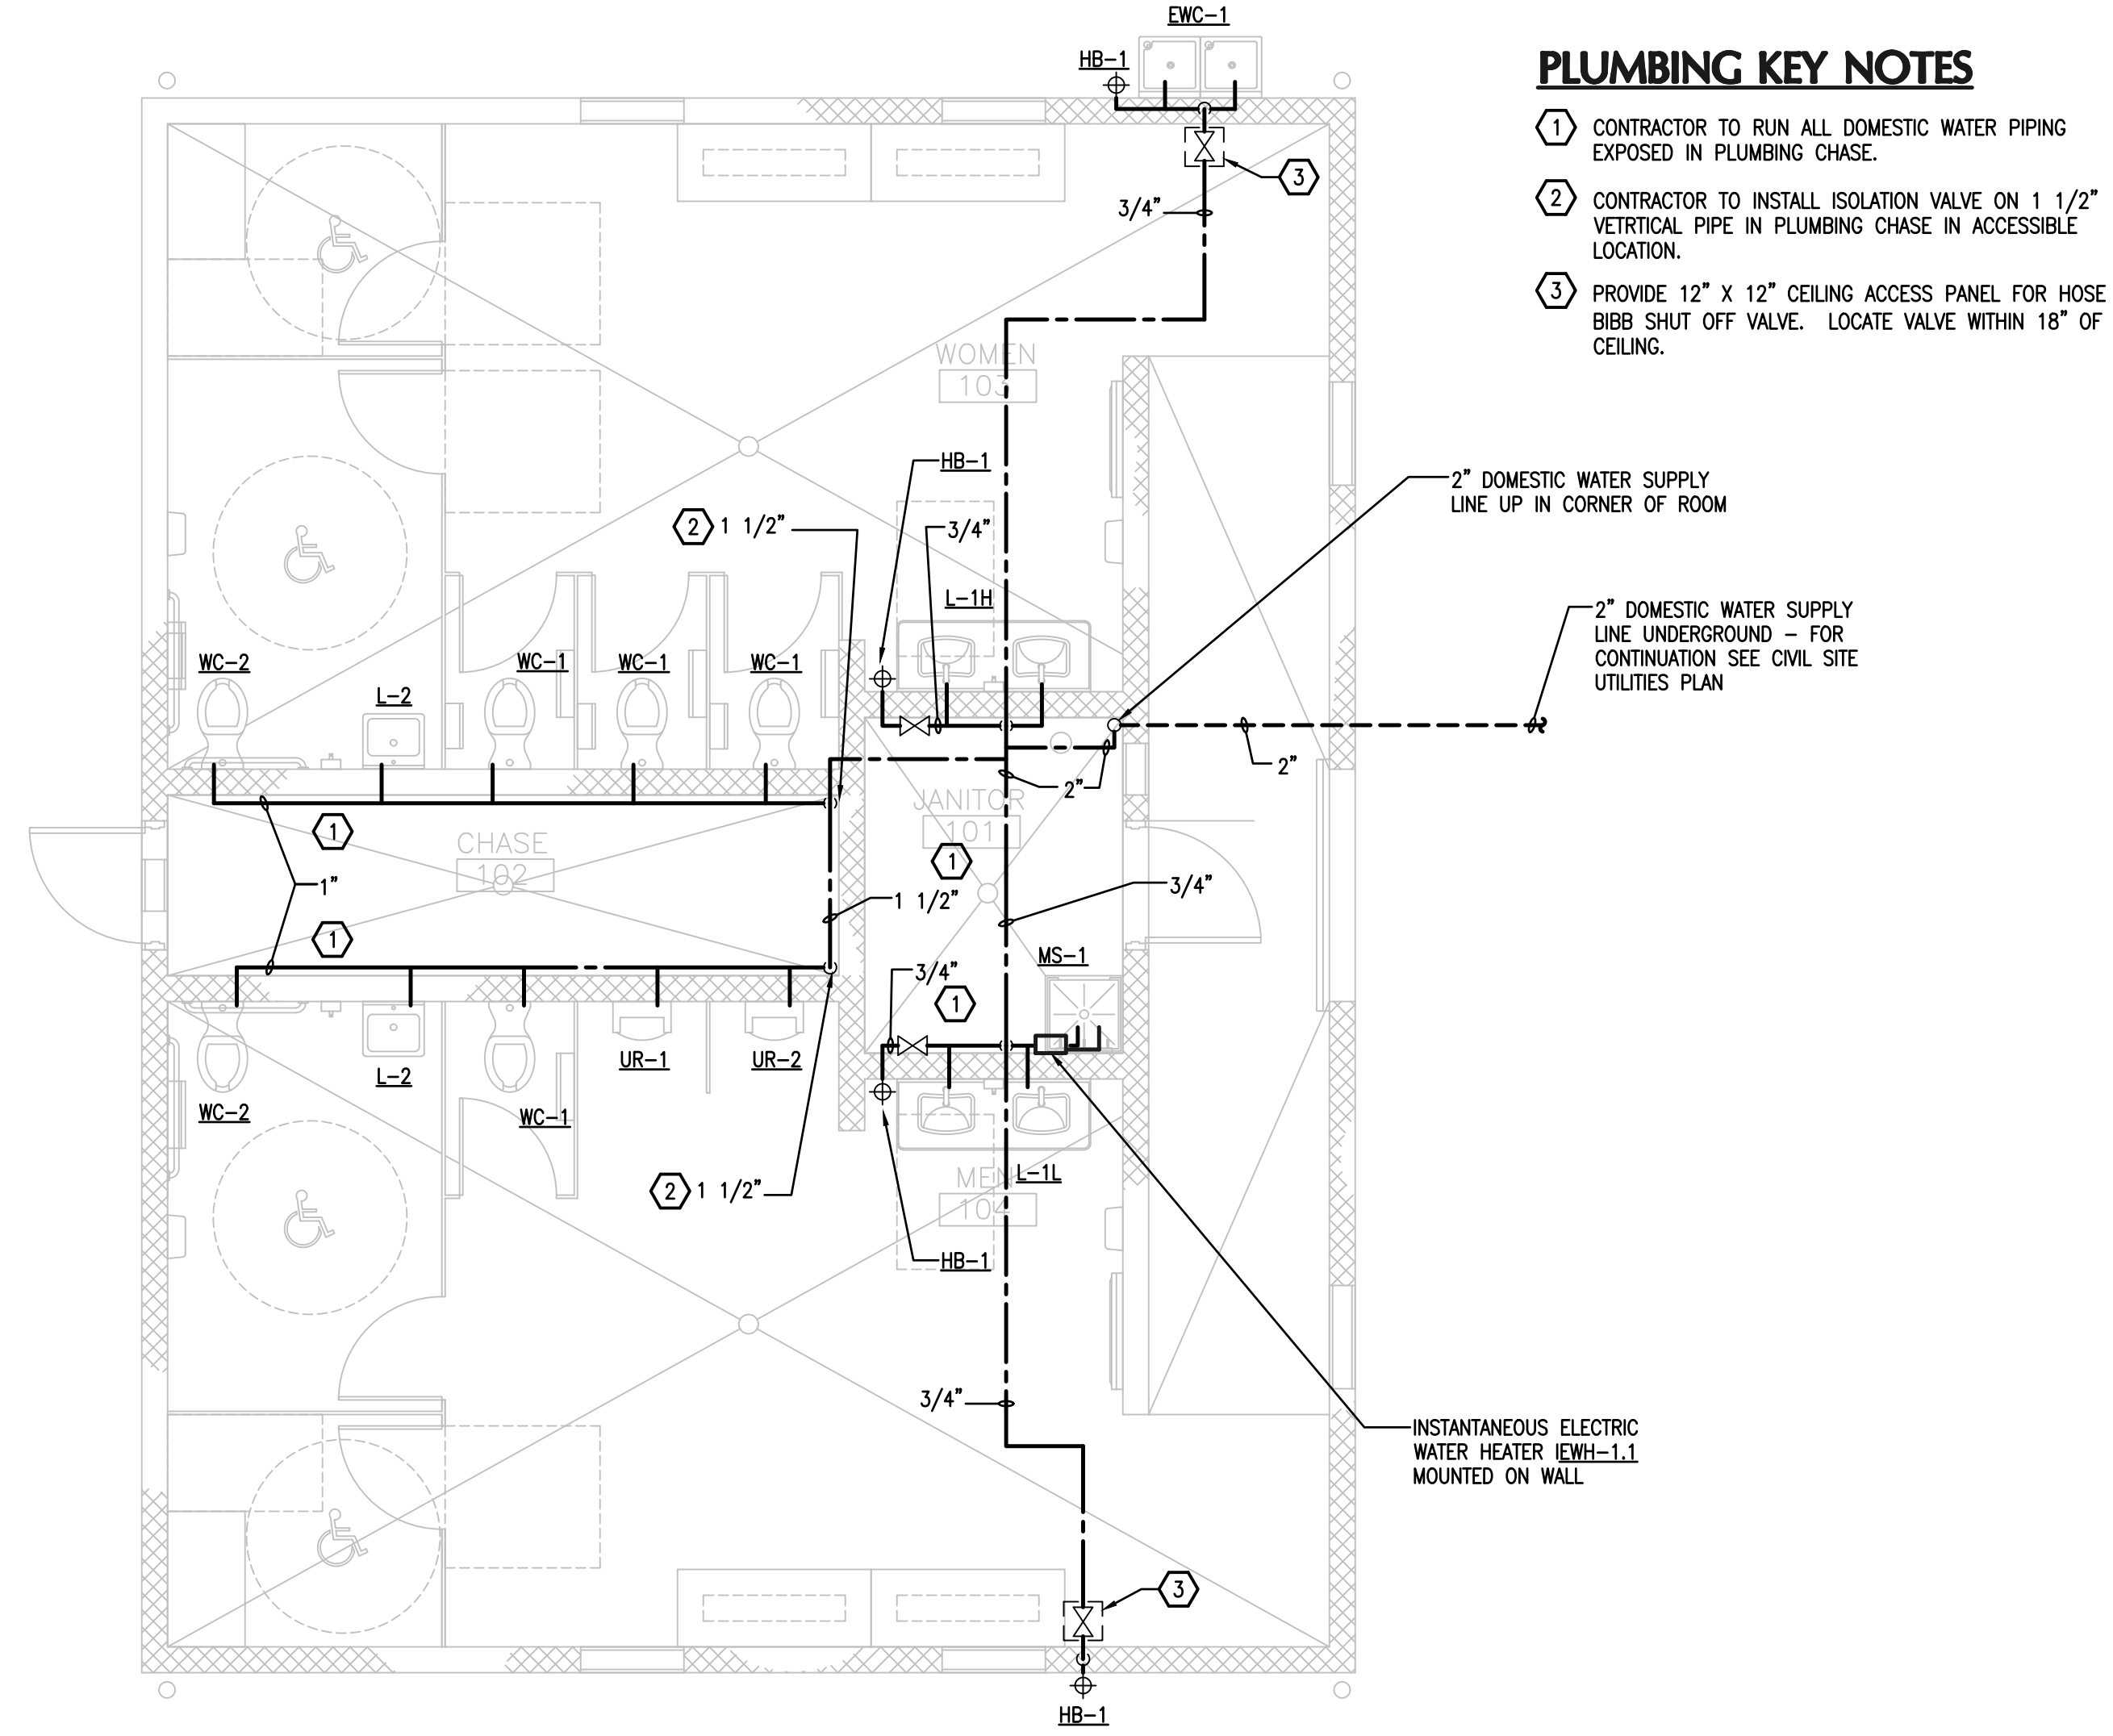 EWC-1
HB-1
PLUMBING KEY NOTES
1 CONTRACTOR TO RUN ALL DOMESTIC WATER PIPING
EXPOSED IN PLUMBING CHASE.
2 CONTRACTOR TO INSTALL ISOLATION VALVE ON 1 1/2"
VETRTICAL PIPE IN PLUMBING CHASE IN ACCESSIBLE
LOCATION.
3 PROVIDE 12" X 12" CEILING ACCESS PANEL FOR HOSE
BIBB SHUT OFF VALVE. LOCATE VALVE WITHIN 18" OF
CEILING.
3
3/4"
WOMEN
103
HB-1
2 1 1/2"
3/4"
2" DOMESTIC WATER SUPPLY
LINE UP IN CORNER OF ROOM
L-1H
2" DOMESTIC WATER SUPPLY
LINE UNDERGROUND - FOR
CONTINUATION SEE CIVIL SITE
UTILITIES PLAN
WC-2
L-2
WC-1
WC-1
WC-1
2"
2"
JANITOR
101
1
CHASE
102
1
1"
1
1 1/2"
3/4"
MS-1
3/4"
1
WC-2
L-2
WC-1
UR-1
UR-2
2 1 1/2"
L-1L
MEN
104
HB-1
3/4"
INSTANTANEOUS ELECTRIC
WATER HEATER IEWH-1.1
MOUNTED ON WALL
3
HB-1